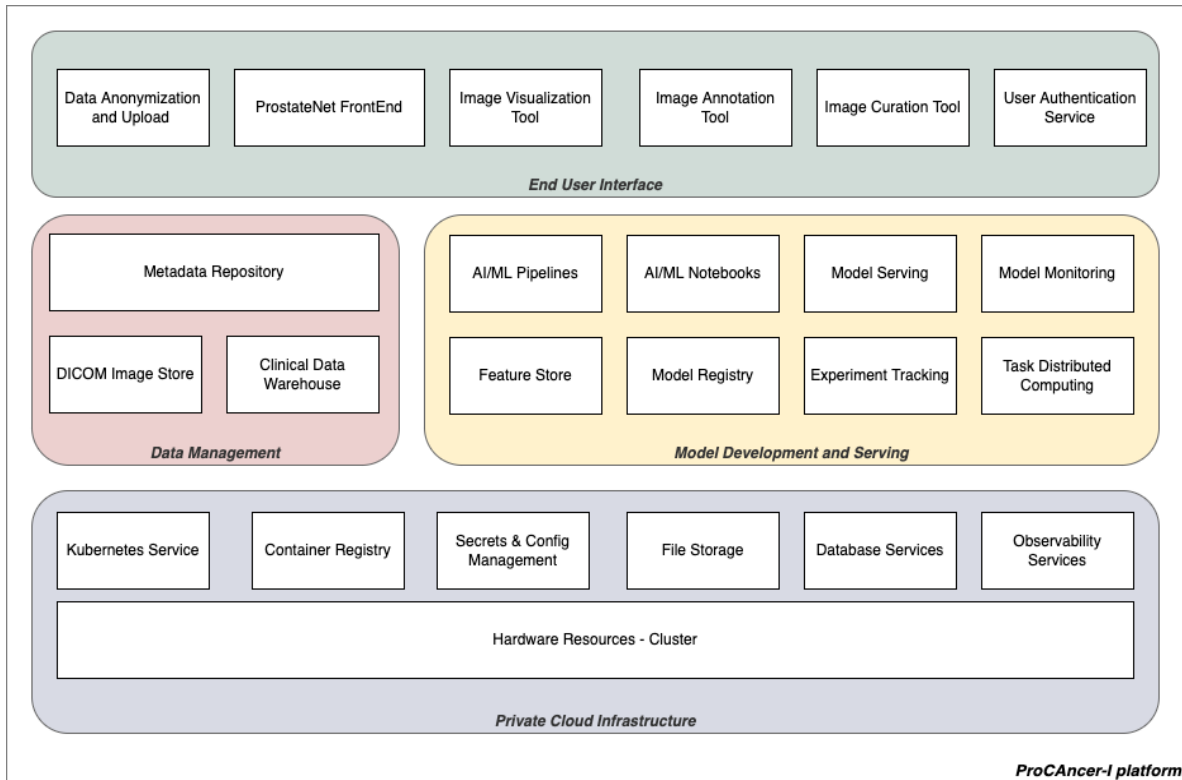 Data Anonymization
and Upload
ProstateNet FrontEnd
Image Visualization
Tool
Image Annotation
Tool
Image Curation Tool
User Authentication
Service
End User Interface
Metadata Repository
DICOM Image Store
Clinical Data
Warehouse
Data Management
AI/ML Pipelines
AI/ML Notebooks
Model Serving
Model Monitoring
Feature Store
Model Registry
Experiment Tracking
Task Distributed
Computing
Model Development and Serving
Kubernetes Service
Container Registry
Secrets & Config
Management
File Storage
Database Services
Observability
Services
Hardware Resources - Cluster
Private Cloud Infrastructure
ProCAncer-I platform